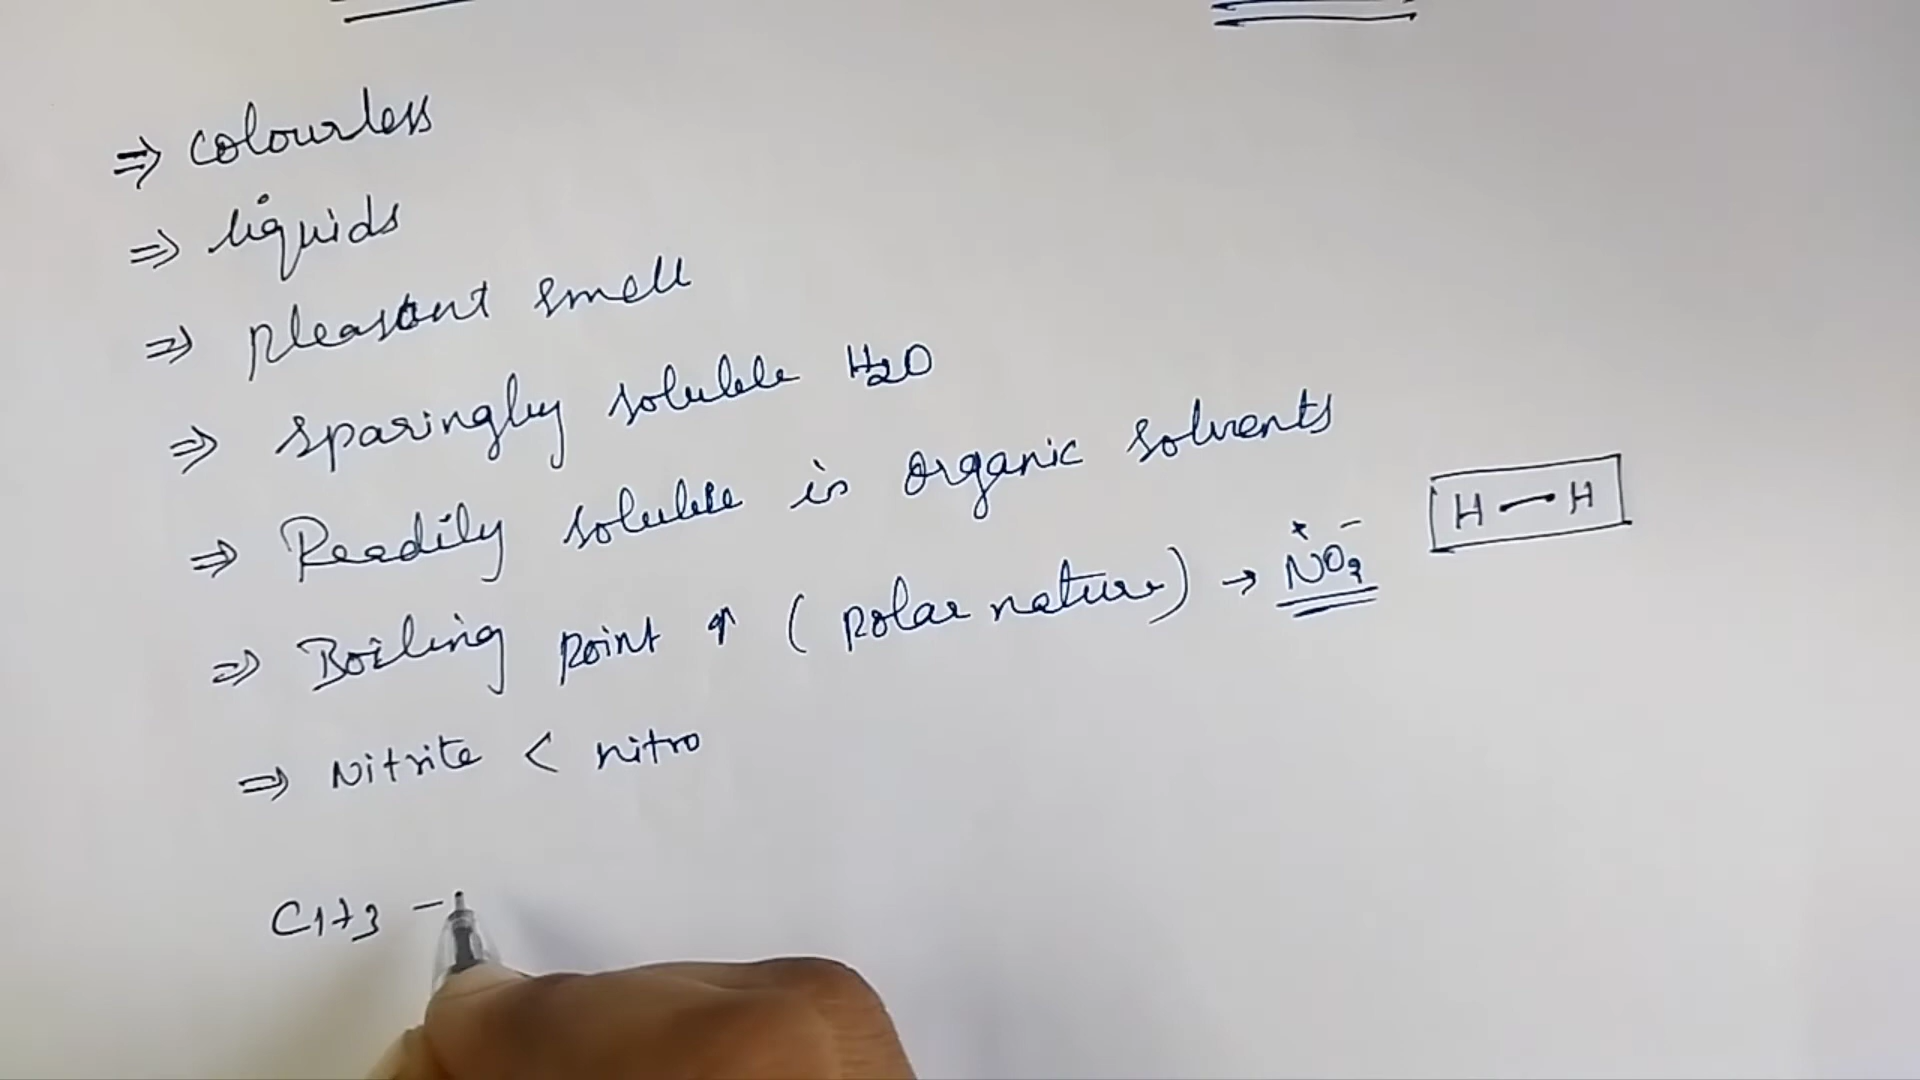 ⇒ colourless
⇒ liquids
⇒ pleasant smell
⇒ sparingly soluble H2O
⇒ Readily soluble in organic solvents
⇒ Boiling point ↑ (polar nature) → NO2 + -
H — H
⇒ Nitrite < nitro
CH3 -